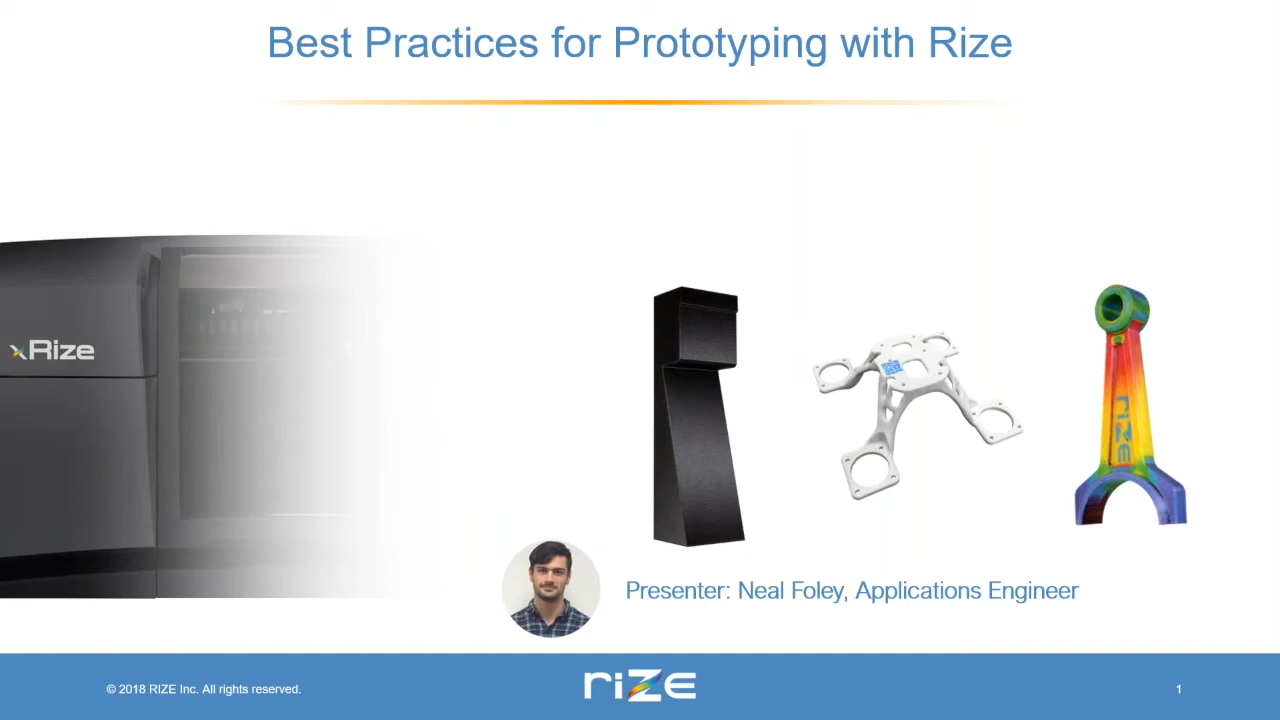 Best Practices for Prototyping with Rize
xRize
RIZE
Presenter: Neal Foley, Applications Engineer
© 2018 RIZE Inc. All rights reserved.
riZE
1